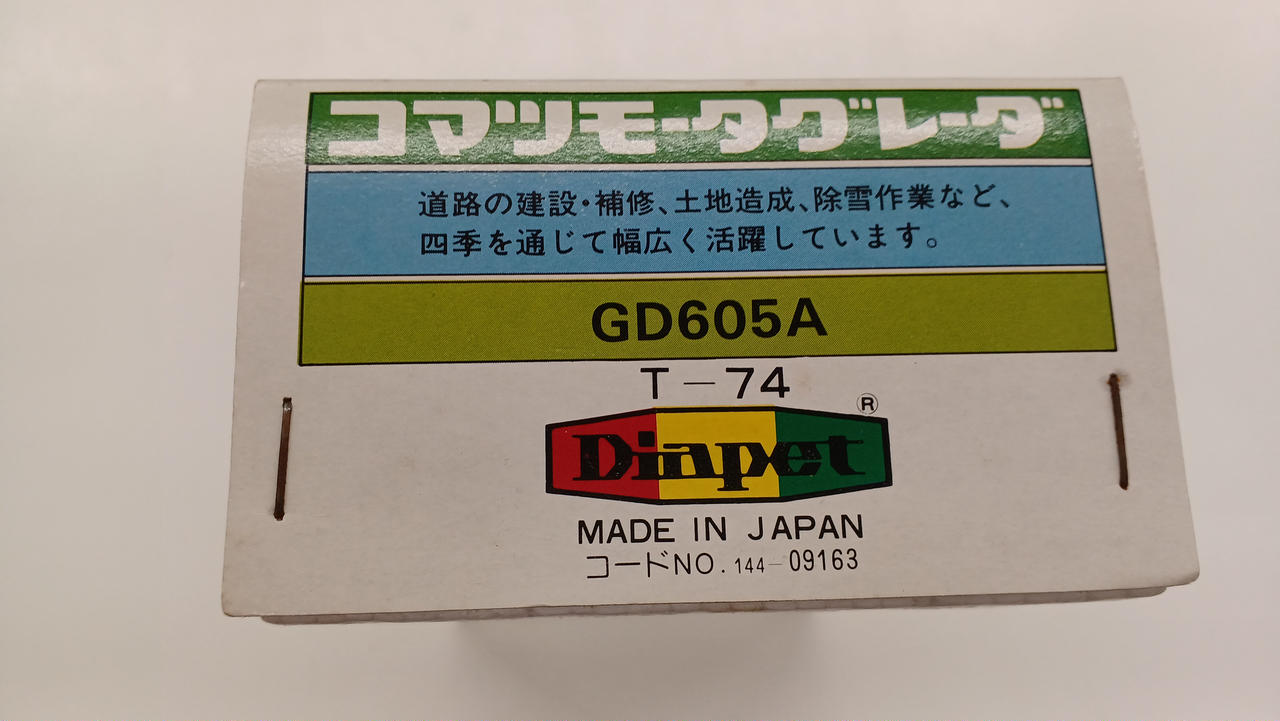 コマツモータグレーダ
道路の建設・補修、土地造成、除雪作業など、
四季を通じて幅広く活躍しています。
GD605A
T-74
Diapet ®
MADE IN JAPAN
コードNO. 144-09163